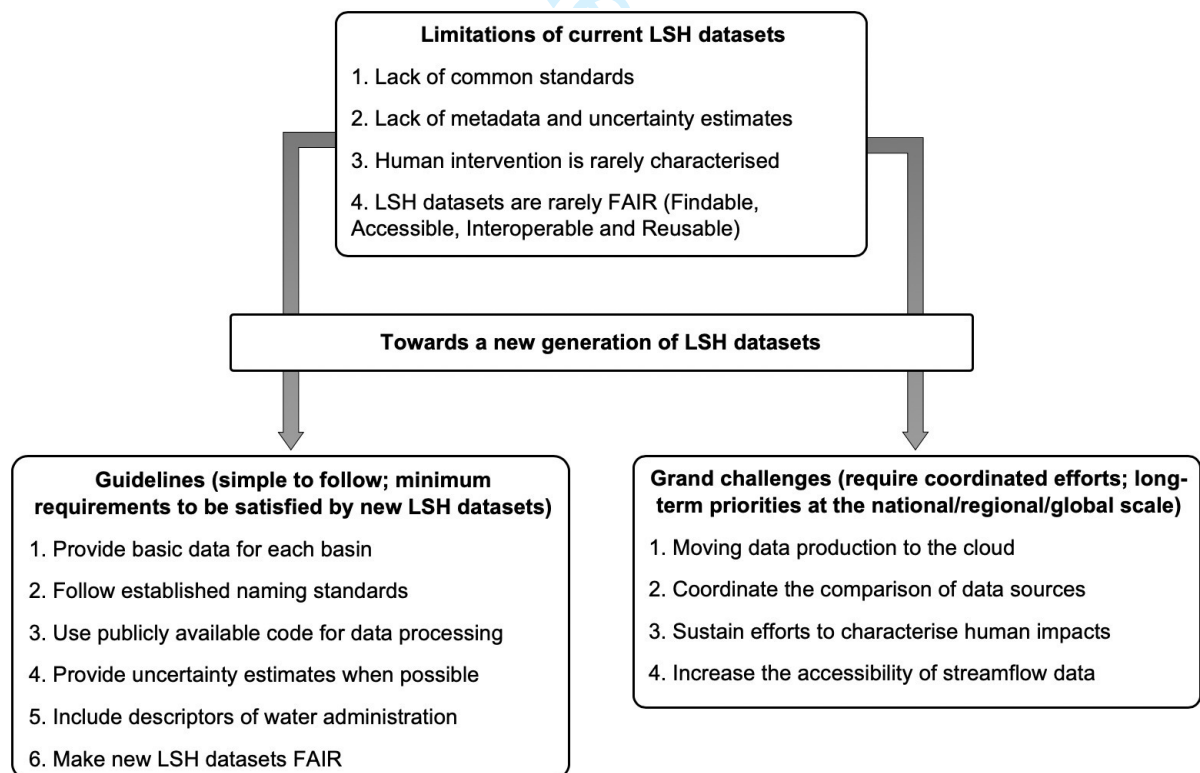 Limitations of current LSH datasets
1. Lack of common standards
2. Lack of metadata and uncertainty estimates
3. Human intervention is rarely characterised
4. LSH datasets are rarely FAIR (Findable,
Accessible, Interoperable and Reusable)
Towards a new generation of LSH datasets
Guidelines (simple to follow; minimum
requirements to be satisfied by new LSH datasets)
1. Provide basic data for each basin
2. Follow established naming standards
3. Use publicly available code for data processing
4. Provide uncertainty estimates when possible
5. Include descriptors of water administration
6. Make new LSH datasets FAIR
Grand challenges (require coordinated efforts; long-
term priorities at the national/regional/global scale)
1. Moving data production to the cloud
2. Coordinate the comparison of data sources
3. Sustain efforts to characterise human impacts
4. Increase the accessibility of streamflow data